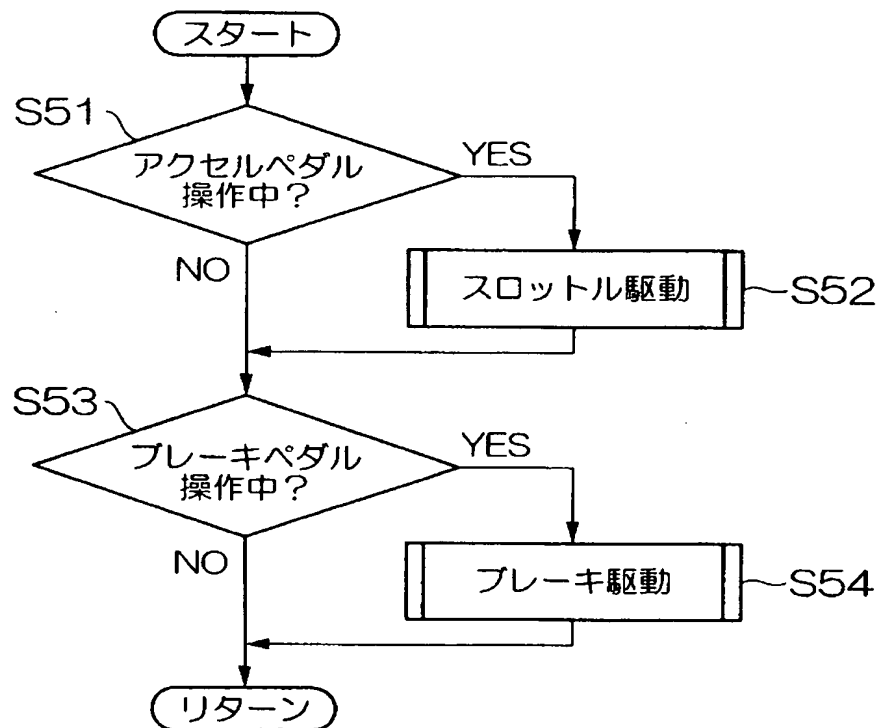 スタート
S51
アクセルペダル
操作中？
YES
NO
スロットル駆動
S52
S53
ブレーキペダル
操作中？
YES
NO
ブレーキ駆動
S54
リターン